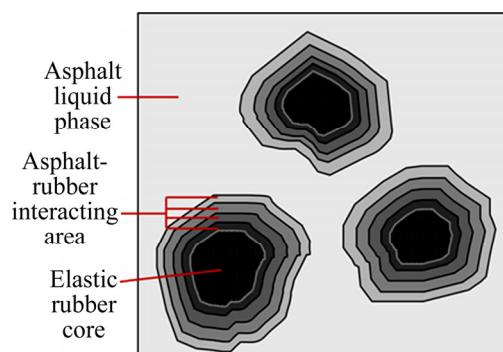 Asphalt
liquid
phase
Asphalt-
rubber
interacting
area
Elastic
rubber
core